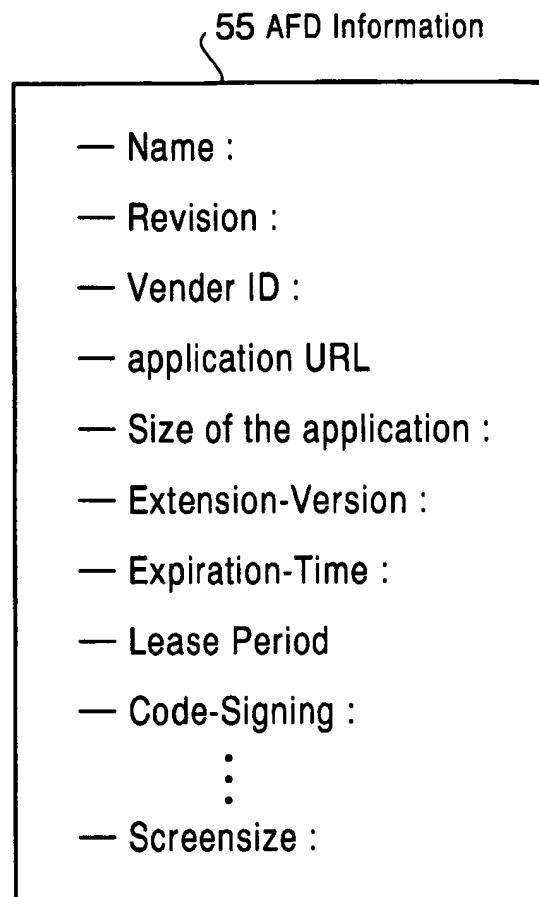 55 AFD Information
— Name :
— Revision :
— Vender ID :
— application URL
— Size of the application :
— Extension-Version :
— Expiration-Time :
— Lease Period
— Code-Signing :
— Screensize :